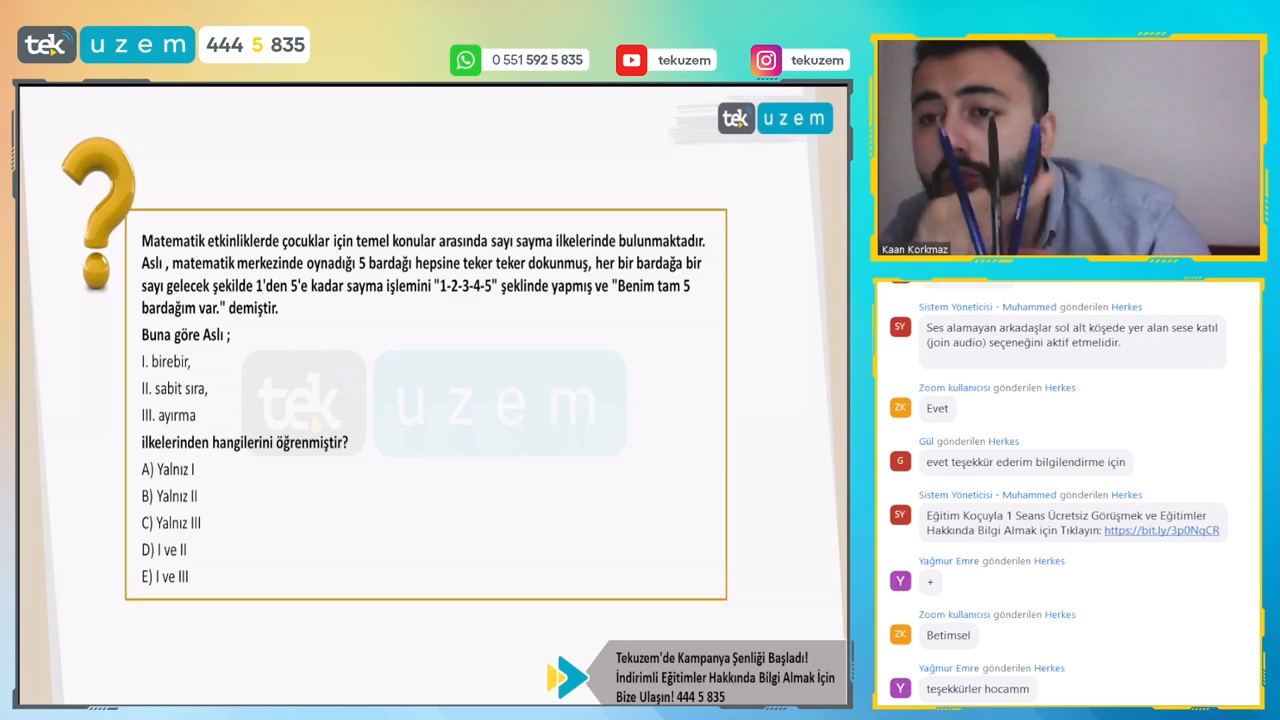 tek uzem 444 5 835
0 551 592 5 835
tekuzem
tekuzem
tek uzem
Matematik etkinliklerde çocuklar için temel konular arasında sayı sayma ilkelerinde bulunmaktadır.
Aslı , matematik merkezinde oynadığı 5 bardağı hepsine teker teker dokunmuş, her bir bardağa bir
sayı gelecek şekilde 1'den 5'e kadar sayma işlemini "1-2-3-4-5" şeklinde yapmış ve "Benim tam 5
bardağım var." demiştir.
Buna göre Aslı ;
I. birebir,
II. sabit sıra,
III. ayırma
ilkelerinden hangilerini öğrenmiştir?
A) Yalnız I
B) Yalnız II
C) Yalnız III
D) I ve II
E) I ve III
tek uzem
Tekuzem'de Kampanya Şenliği Başladı!
İndirimli Eğitimler Hakkında Bilgi Almak İçin
Bize Ulaşın! 444 5 835
Kaan Korkmaz
Sistem Yöneticisi - Muhammed gönderilen Herkes
SY
Ses alamayan arkadaşlar sol alt köşede yer alan sese katıl
(join audio) seçeneğini aktif etmelidir.
Zoom kullanıcısı gönderilen Herkes
ZK
Evet
Gül gönderilen Herkes
G
evet teşekkür ederim bilgilendirme için
Sistem Yöneticisi - Muhammed gönderilen Herkes
SY
Eğitim Koçuyla 1 Seans Ücretsiz Görüşmek ve Eğitimler
Hakkında Bilgi Almak için Tıklayın: https://bit.ly/3p0NqCR
Yağmur Emre gönderilen Herkes
Y
+
Zoom kullanıcısı gönderilen Herkes
ZK
Betimsel
Yağmur Emre gönderilen Herkes
Y
teşekkürler hocamm